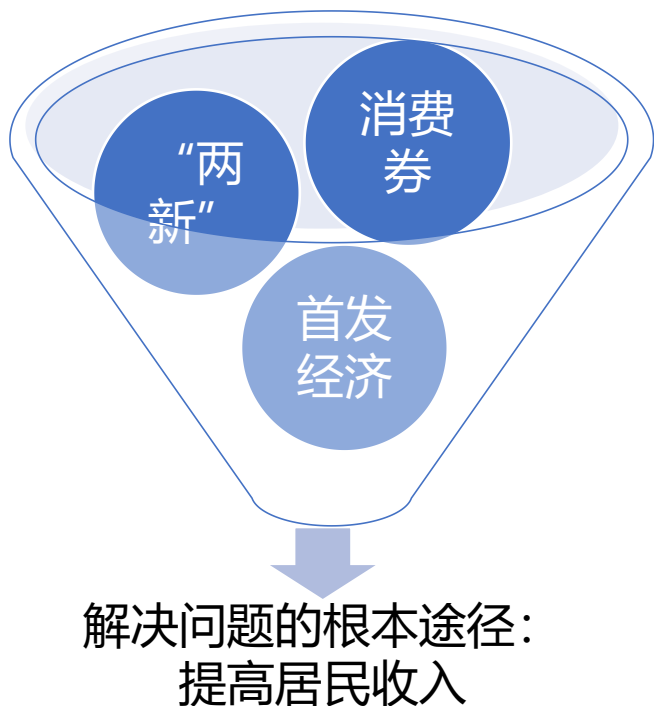 消费
券
“两
新”
首发
经济
解决问题的根本途径：
提高居民收入